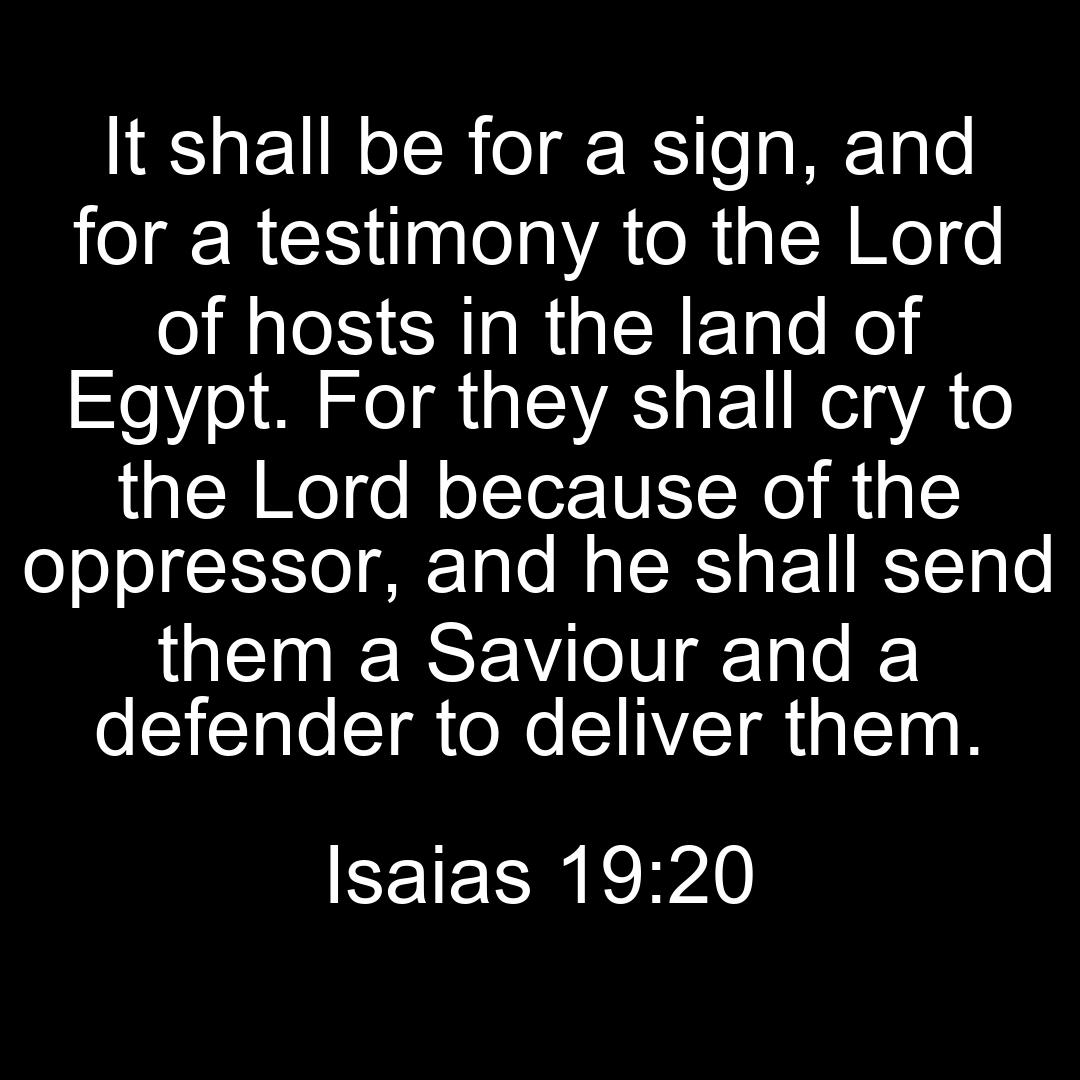 It shall be for a sign, and
for a testimony to the Lord
of hosts in the land of
Egypt. For they shall cry to
the Lord because of the
oppressor, and he shall send
them a Saviour and a
defender to deliver them.
Isaias 19:20